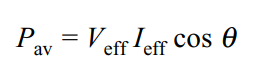 P_av = V_eff I_eff cos θ